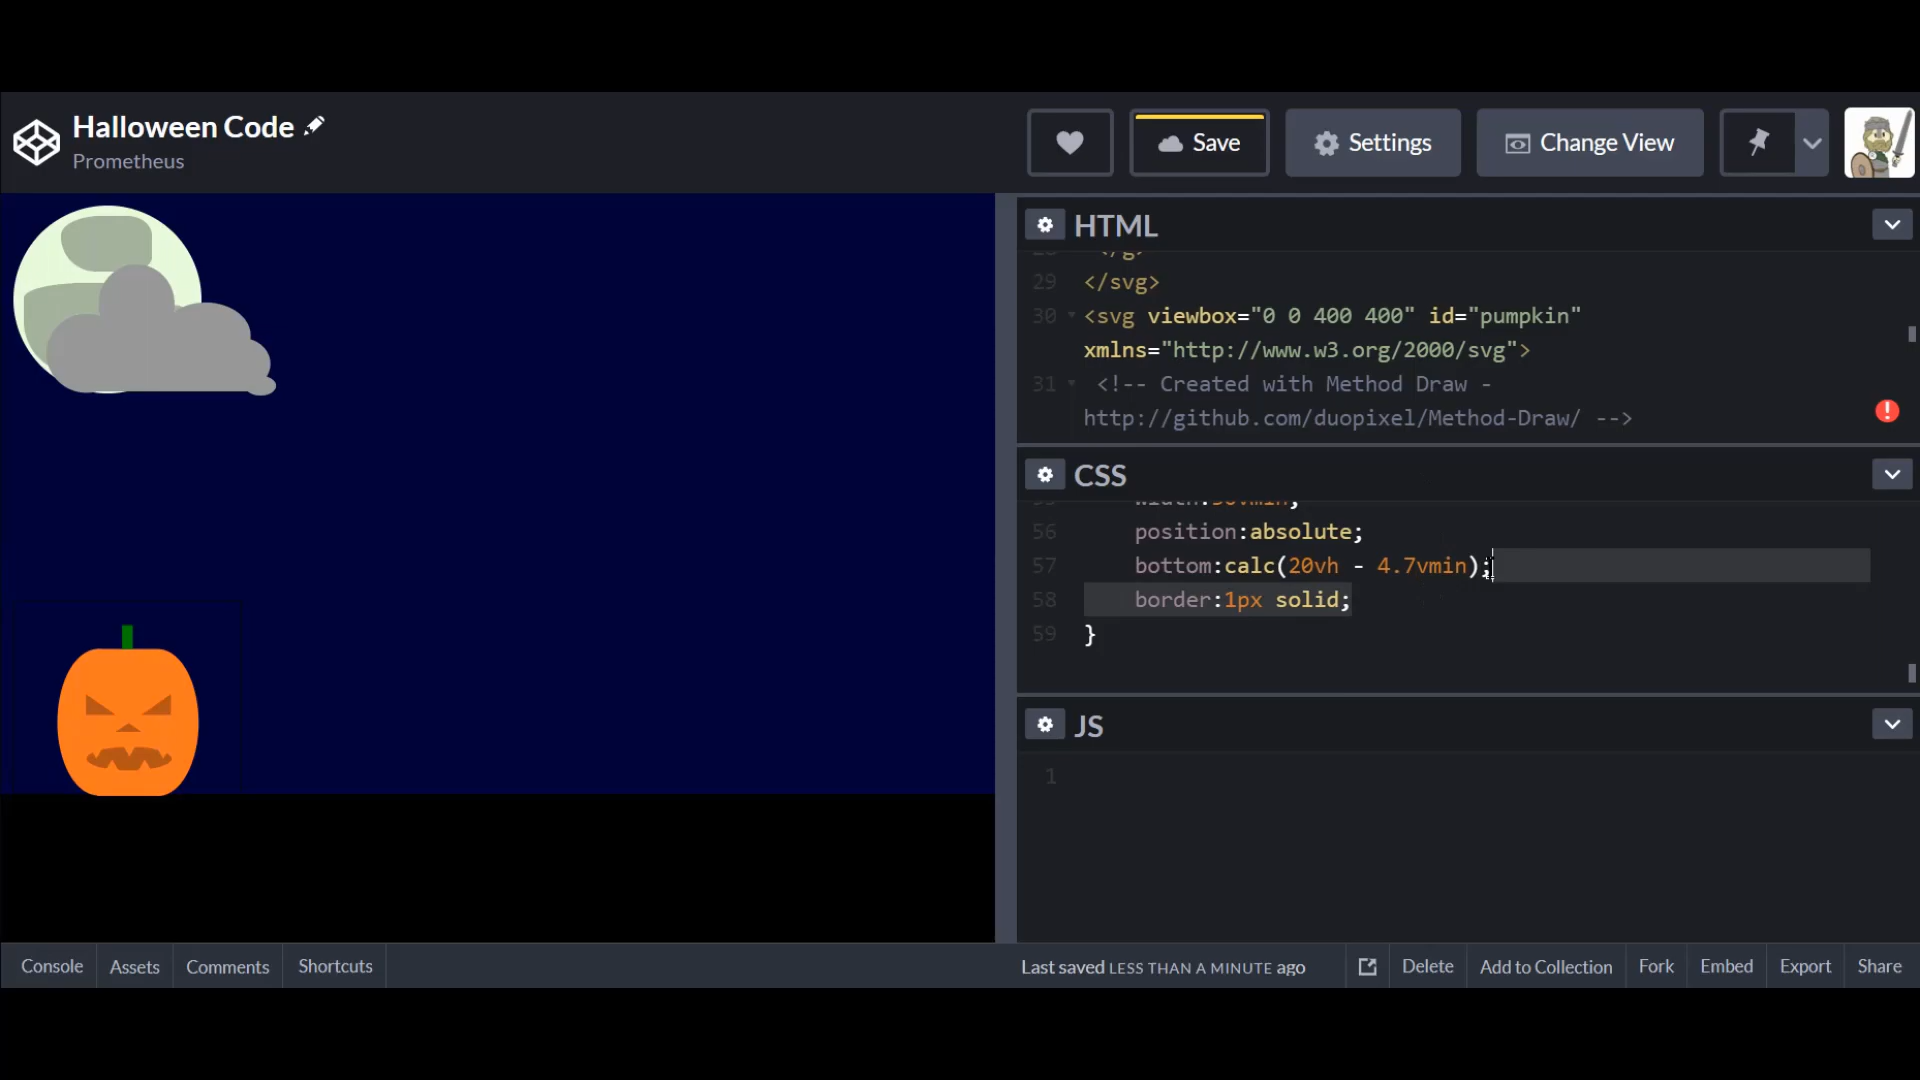 Halloween Code
Prometheus
Save
Settings
Change View
HTML
29 </svg>
30 <svg viewbox="0 0 400 400" id="pumpkin"
xmlns="http://www.w3.org/2000/svg">
31 <!-- Created with Method Draw -
http://github.com/duopixel/Method-Draw/ -->
CSS
56 position:absolute;
57 bottom:calc(20vh - 4.7vmin);
58 border:1px solid;
59 }
JS
1
Console Assets Comments Shortcuts
Last saved LESS THAN A MINUTE ago Delete Add to Collection Fork Embed Export Share